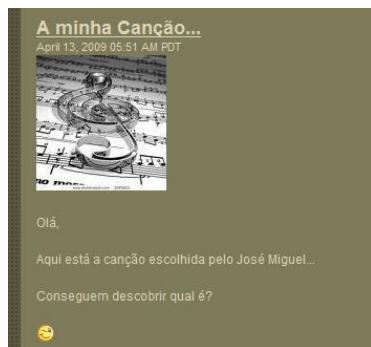 A minha Canção...
April 13, 2009 05:51 AM PDT
Olá,
Aqui está a canção escolhida pelo José Miguel...
Conseguem descobrir qual é?